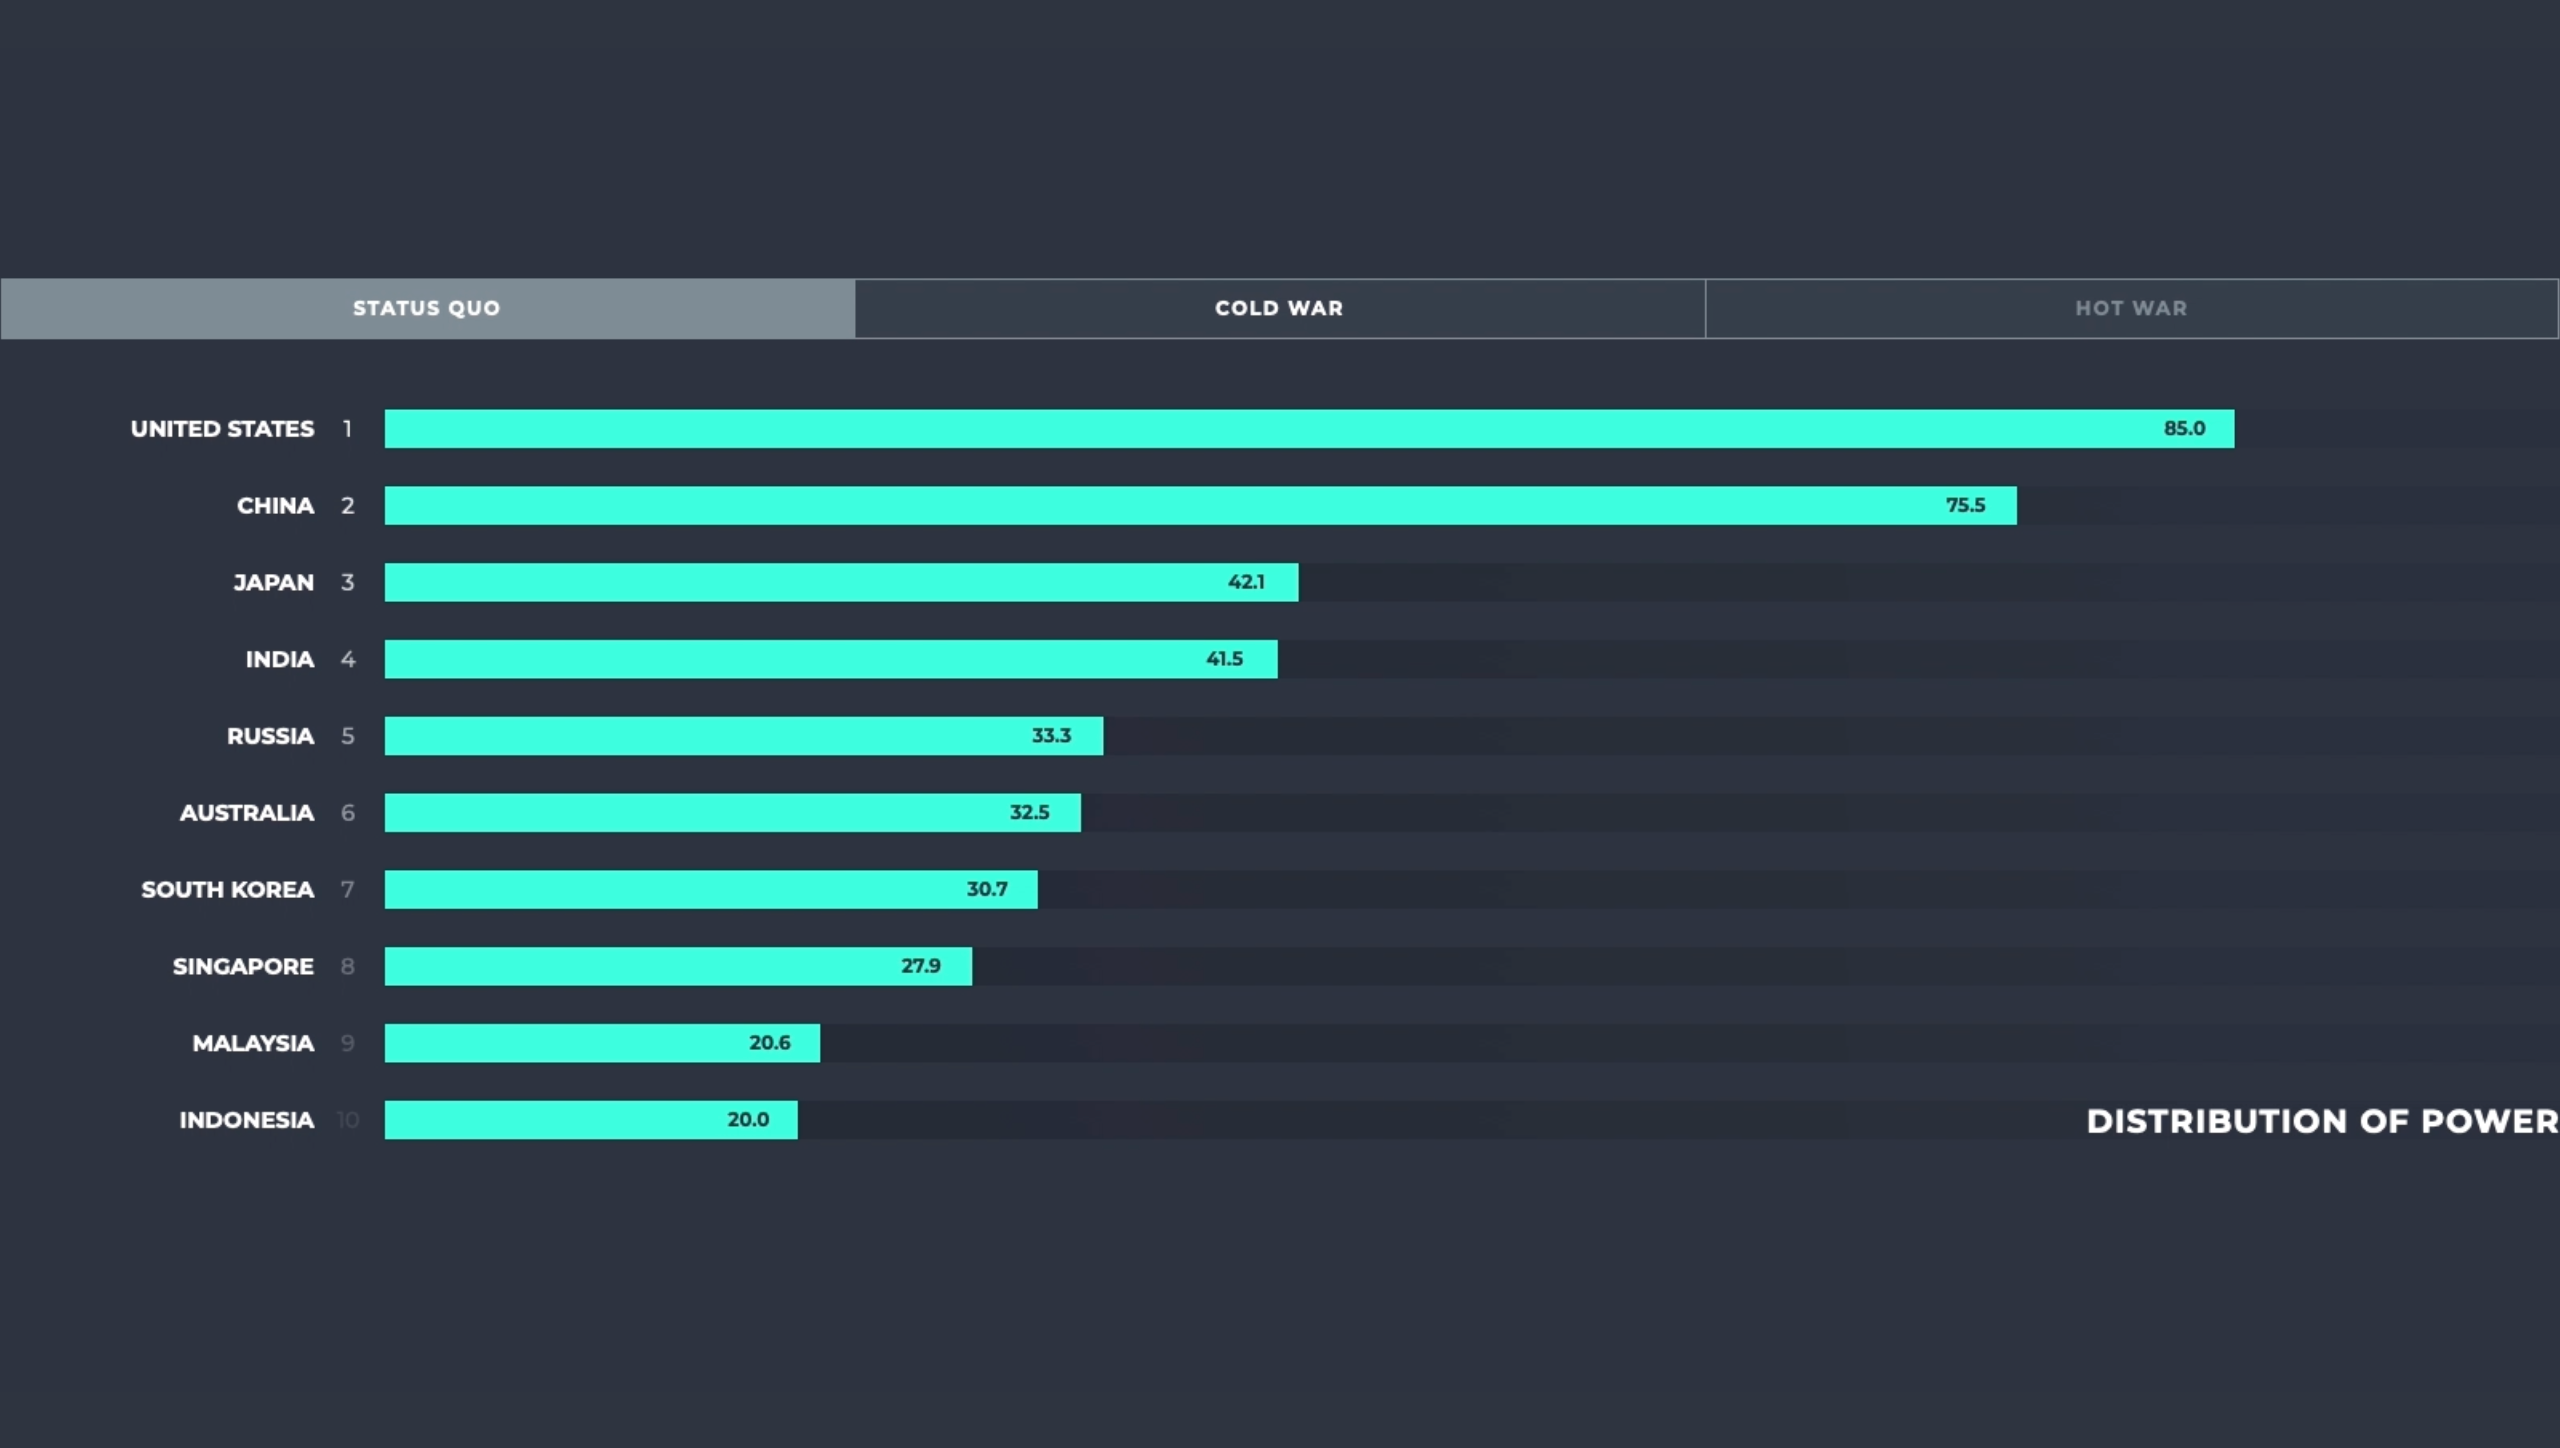 STATUS QUO COLD WAR HOT WAR
UNITED STATES 1 85.0
CHINA 2 75.5
JAPAN 3 42.1
INDIA 4 41.5
RUSSIA 5 33.3
AUSTRALIA 6 32.5
SOUTH KOREA 7 30.7
SINGAPORE 8 27.9
MALAYSIA 9 20.6
INDONESIA 10 20.0
DISTRIBUTION OF POWER